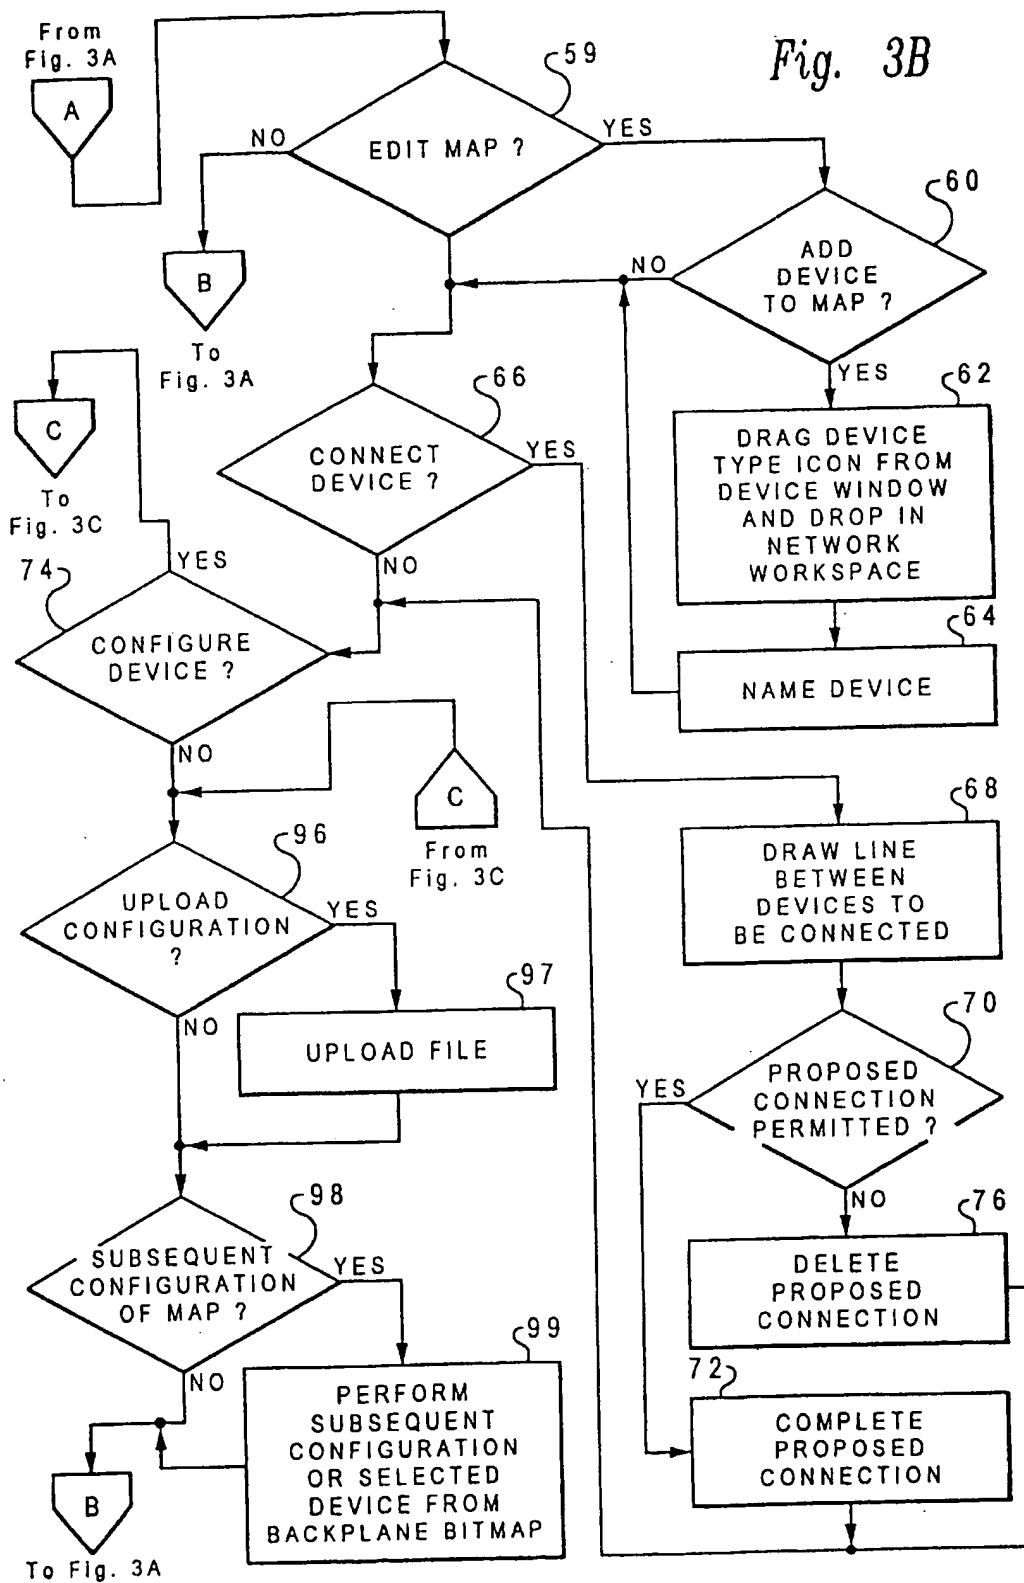 From
Fig. 3A
A
Fig. 3B
59
EDIT MAP ?
NO
YES
B
To
Fig. 3A
60
ADD
DEVICE
TO MAP ?
NO
YES
62
DRAG DEVICE
TYPE ICON FROM
DEVICE WINDOW
AND DROP IN
NETWORK
WORKSPACE
64
NAME DEVICE
66
CONNECT
DEVICE ?
YES
NO
C
To
Fig. 3C
74
YES
CONFIGURE
DEVICE ?
NO
C
From
Fig. 3C
68
DRAW LINE
BETWEEN
DEVICES TO
BE CONNECTED
96
UPLOAD
CONFIGURATION
?
YES
NO
97
UPLOAD FILE
70
PROPOSED
CONNECTION
PERMITTED ?
YES
NO
76
DELETE
PROPOSED
CONNECTION
72
COMPLETE
PROPOSED
CONNECTION
98
SUBSEQUENT
CONFIGURATION
OF MAP ?
YES
NO
99
PERFORM
SUBSEQUENT
CONFIGURATION
OR SELECTED
DEVICE FROM
BACKPLANE BITMAP
B
To Fig. 3A